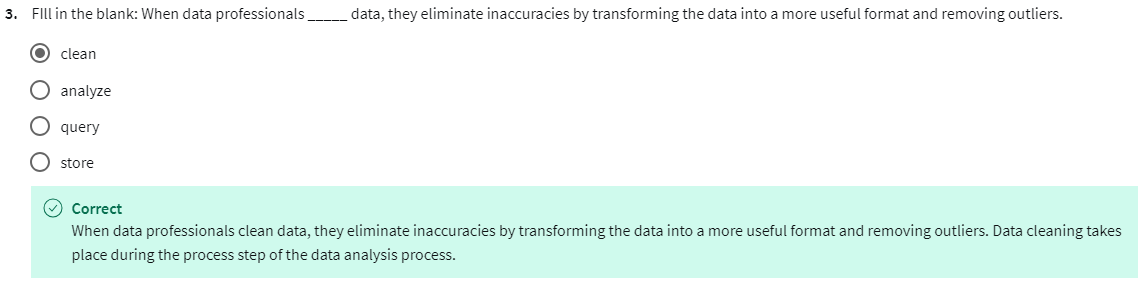 3. FIll in the blank: When data professionals _____ data, they eliminate inaccuracies by transforming the data into a more useful format and removing outliers.
clean
analyze
query
store
Correct
When data professionals clean data, they eliminate inaccuracies by transforming the data into a more useful format and removing outliers. Data cleaning takes
place during the process step of the data analysis process.